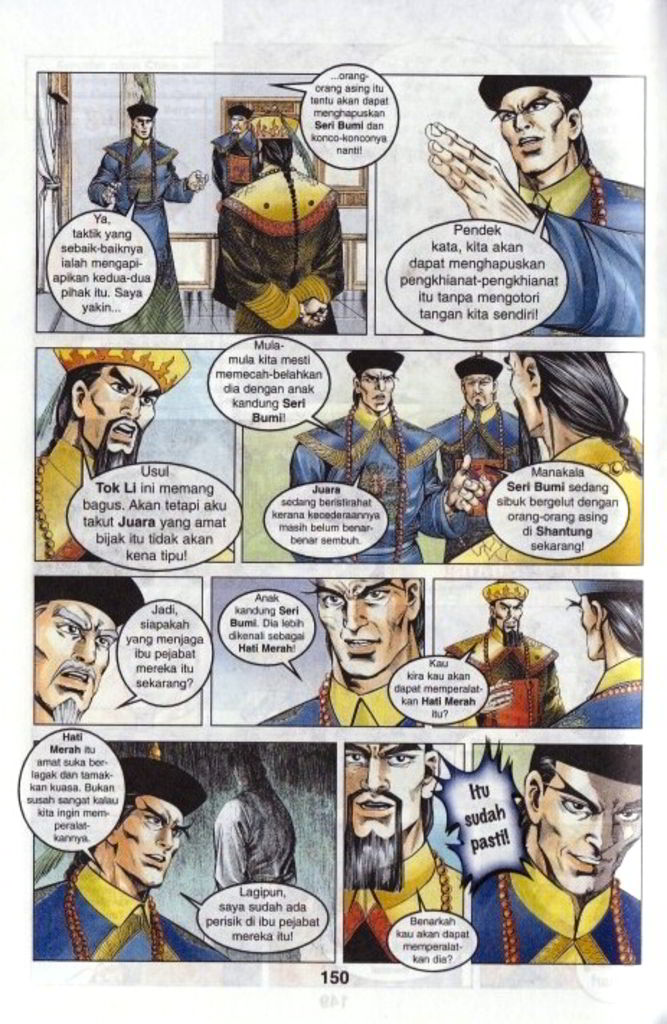 Ya,
taktik yang
sebaik-baiknya
ialah mengapi-
apikan kedua-dua
pihak itu. Saya
yakin...
...orang-
orang asing itu
tentu akan dapat
menghapuskan
Seri Bumi dan
konco-konconya
nanti!
Pendek
kata, kita akan
dapat menghapuskan
pengkhianat-pengkhianat
itu tanpa mengotori
tangan kita sendiri!
Usul
Tok Li ini memang
bagus. Akan tetapi aku
takut Juara yang amat
bijak itu tidak akan
kena tipu!
Mula-
mula kita mesti
memecah-belahkan
dia dengan anak
kandung Seri
Bumi!
Juara
sedang beristirahat
kerana kecederaannya
masih belum benar-
benar sembuh.
Manakala
Seri Bumi sedang
sibuk bergelut dengan
orang-orang asing
di Shantung
sekarang!
Jadi,
siapakah
yang menjaga
ibu pejabat
mereka itu
sekarang?
Anak
kandung Seri
Bumi. Dia lebih
dikenali sebagai
Hati Merah!
Kau
kira kau akan
dapat memperalat-
kan Hati Merah
itu?
Hati
Merah itu
amat suka ber-
lagak dan tamak-
kan kuasa. Bukan
susah sangat kalau
kita ingin mem-
peralat-
kannya.
Lagipun,
saya sudah ada
perisik di ibu pejabat
mereka itu!
Benarkah
kau akan dapat
memperalat-
kan dia?
Itu
sudah
pasti!
150
149